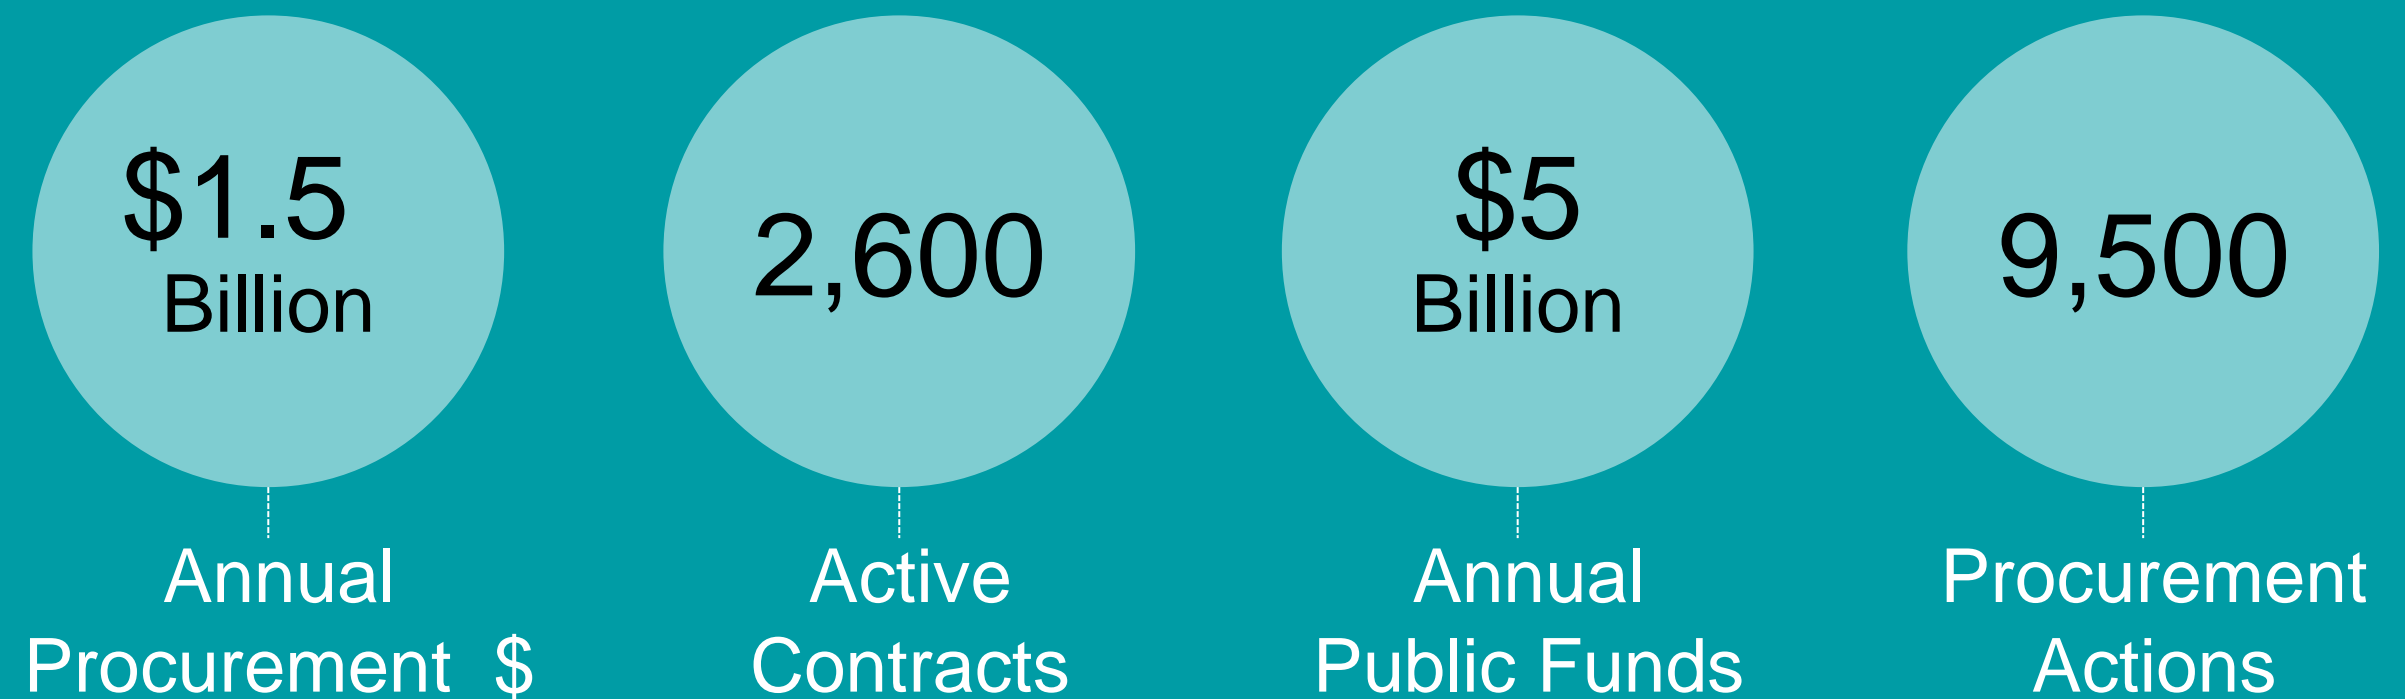 $1.5
Billion
Annual
Procurement $
2,600
Active
Contracts
$5
Billion
Annual
Public Funds
9,500
Procurement
Actions